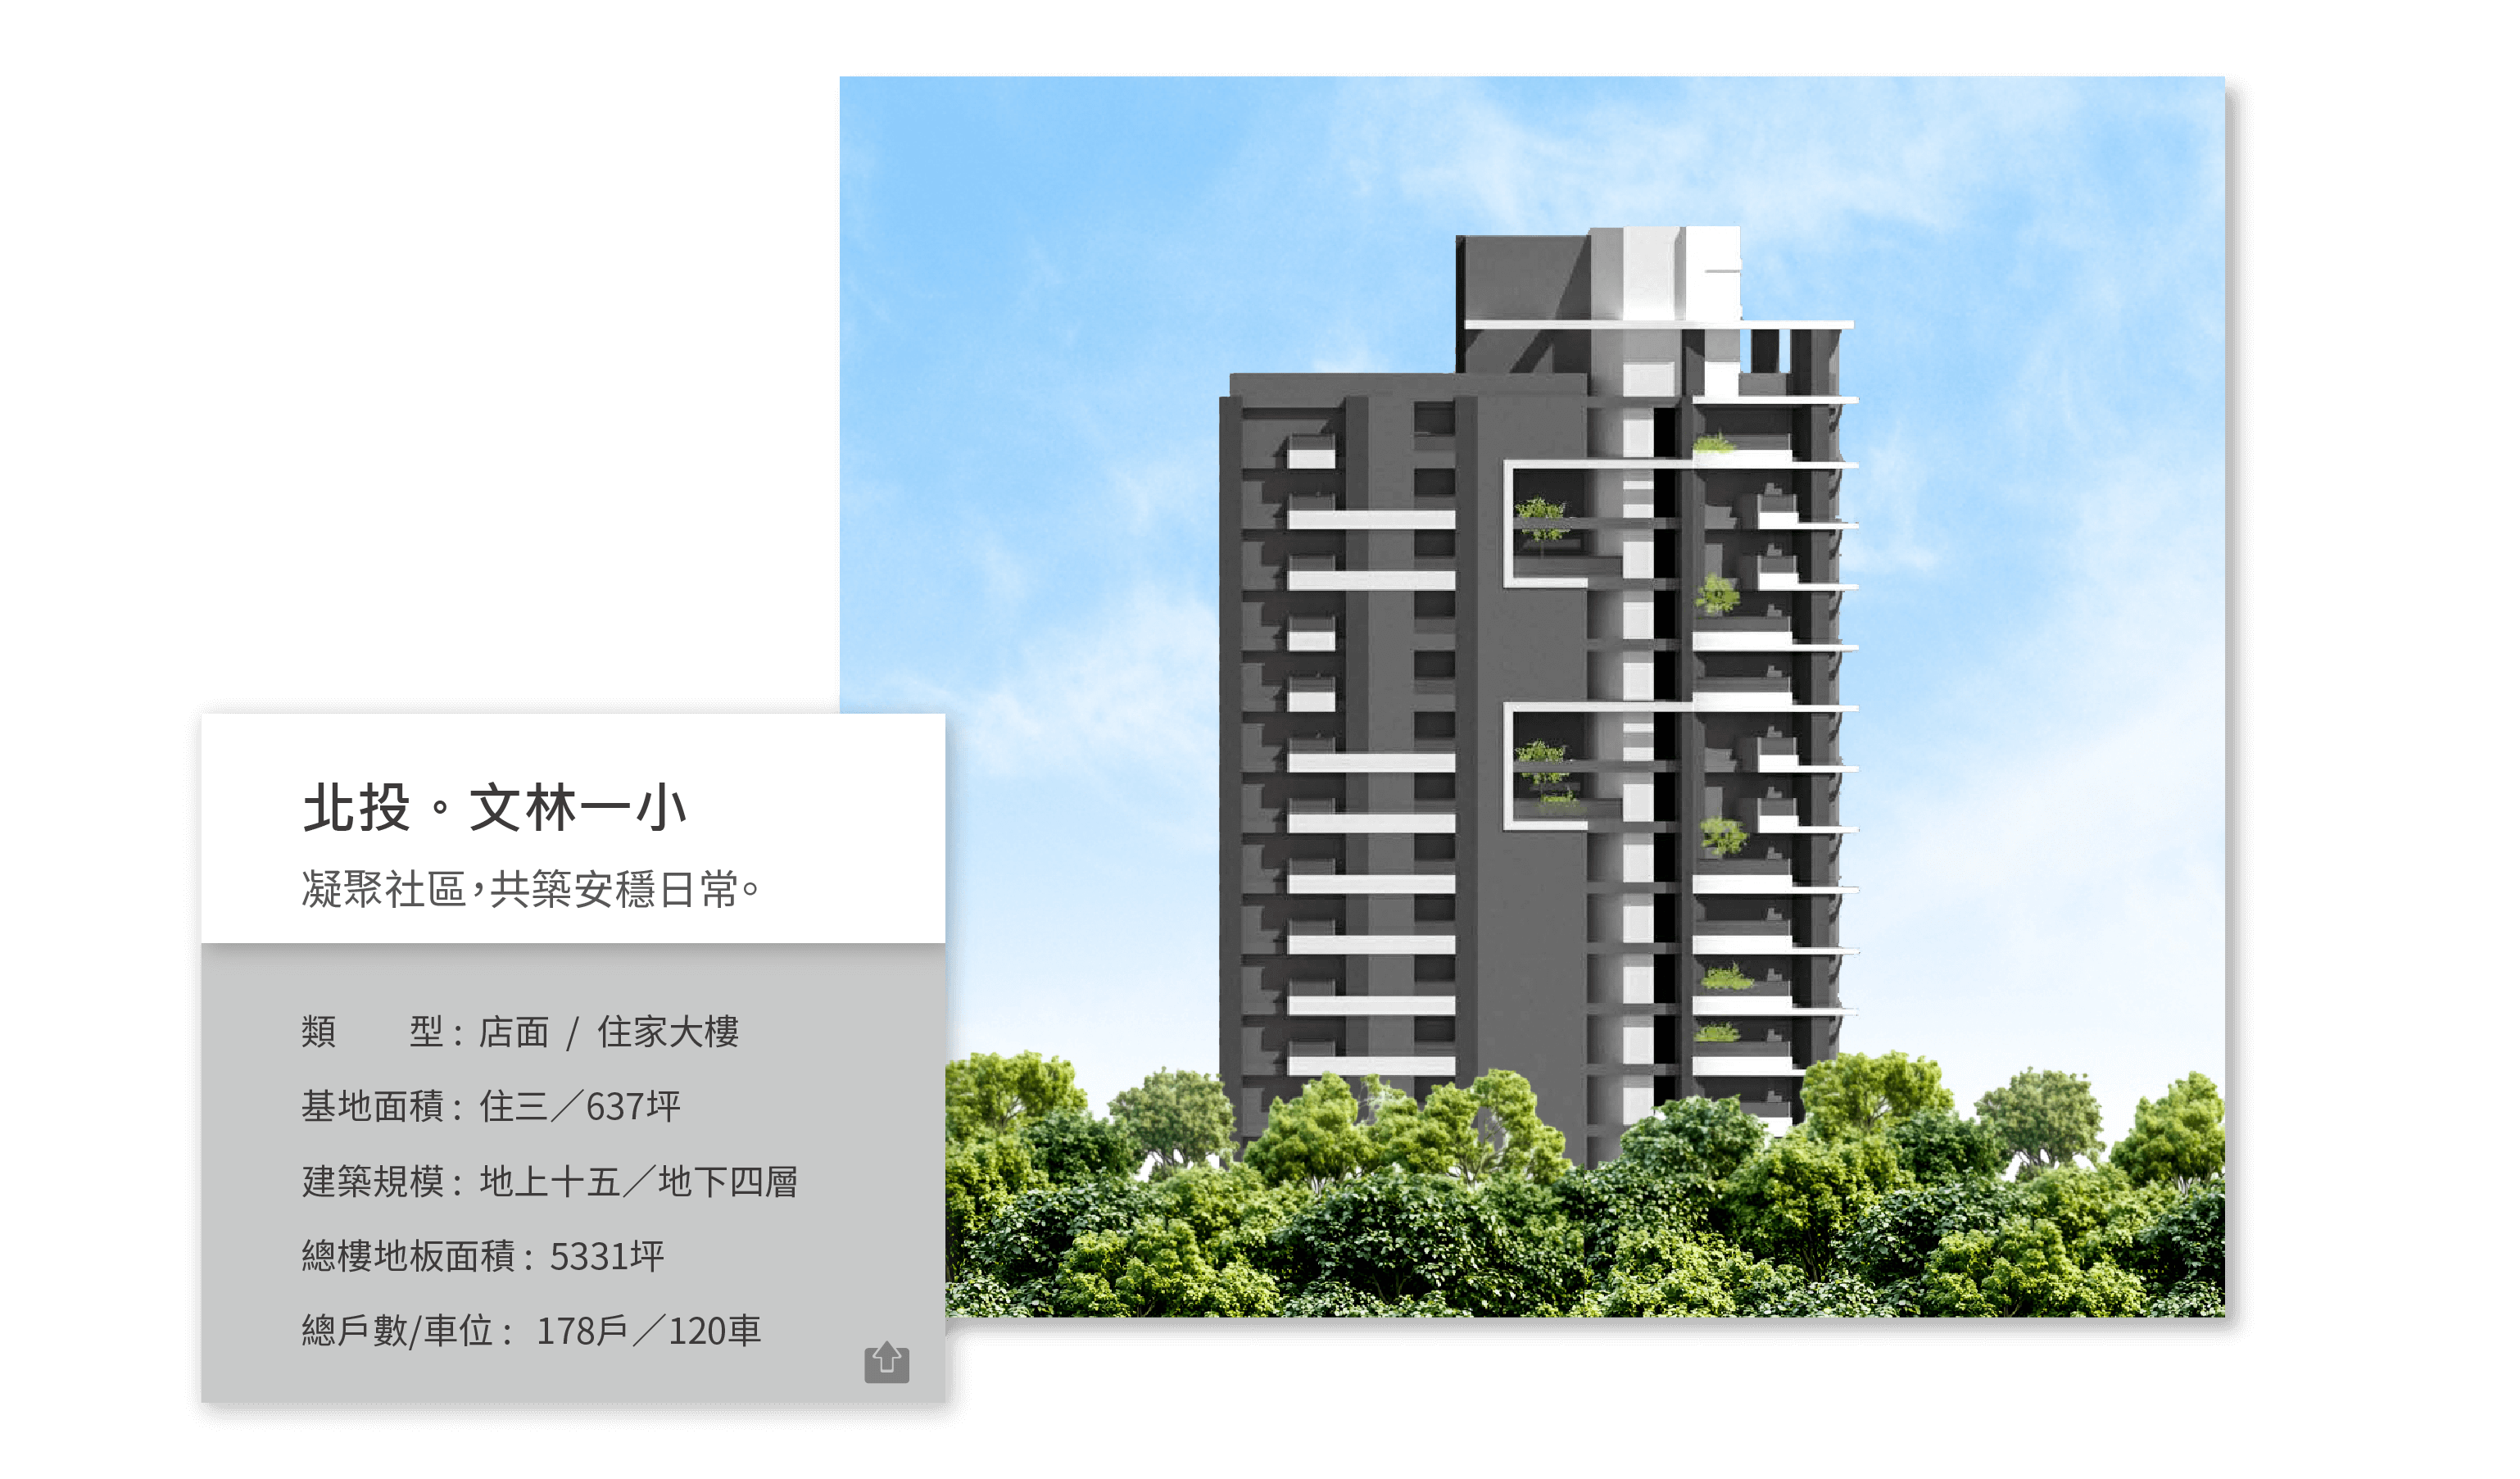 北投。文林一小
凝聚社區，共築安穩日常。
類　　型： 店面 / 住家大樓
基地面積： 住三／637坪
建築規模： 地上十五／地下四層
總樓地板面積： 5331坪
總戶數/車位： 178戶／120車